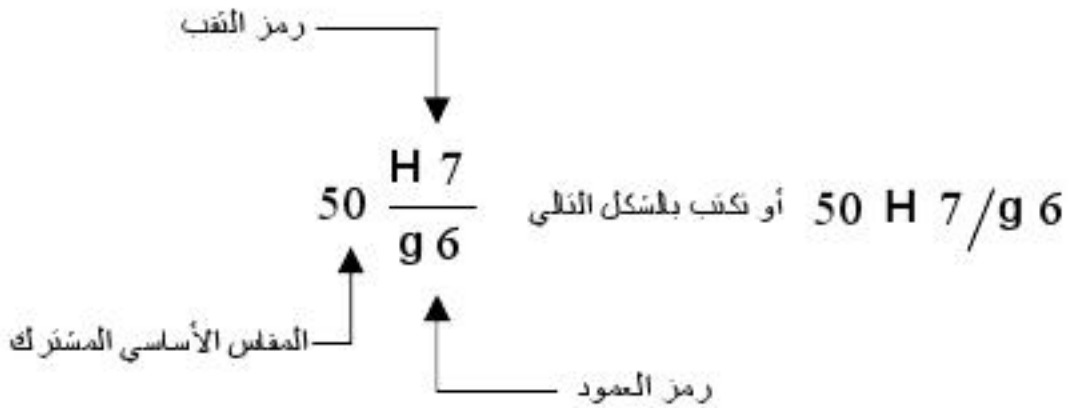 رمز الثقب
H 7
50
g 6
أو تكتب بالشكل التالي
50 H 7/g 6
المقاس الأساسي المشترك
رمز العمود